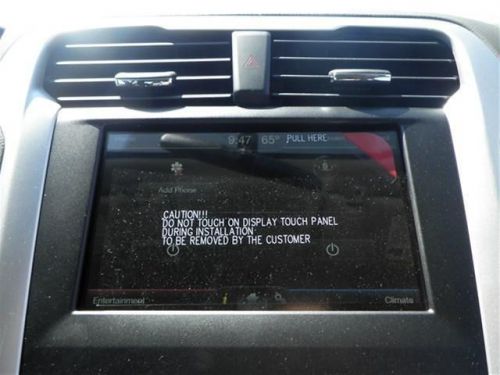 9:47 65° PULL HERE
Add Phone
CAUTION!!!
DO NOT TOUCH ON DISPLAY TOUCH PANEL
DURING INSTALLATION
TO BE REMOVED BY THE CUSTOMER
Entertainment
Climate